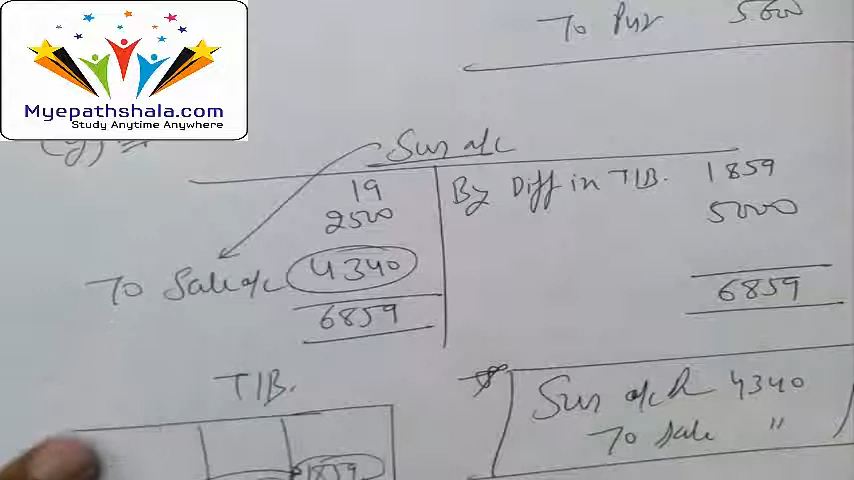 To Pur 5000
Myepathshala.com
Study Anytime Anywhere
(g)
Sus a/c
19 By Diff in T/B. 1859
2500 5000
To Sale a/c 4340
6859 6859
T/B.
Sus a/c Dr 4340
To Sale "
1859